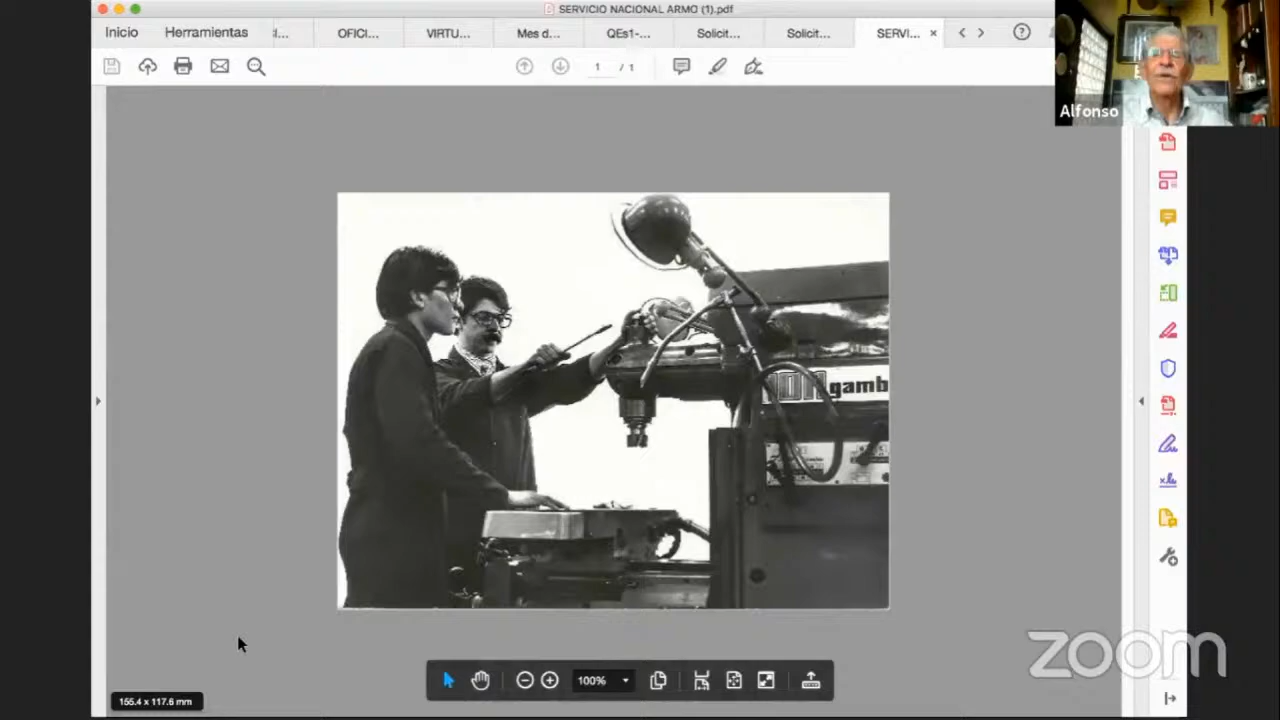 SERVICIO NACIONAL ARMO (1).pdf
Inicio
Herramientas
OFICI...
VIRTU...
Mes d...
QEs1-...
Solicit...
Solicit...
SERVI... ×
1 / 1
Alfonso
gamb
100%
155.4 x 117.6 mm
zoom